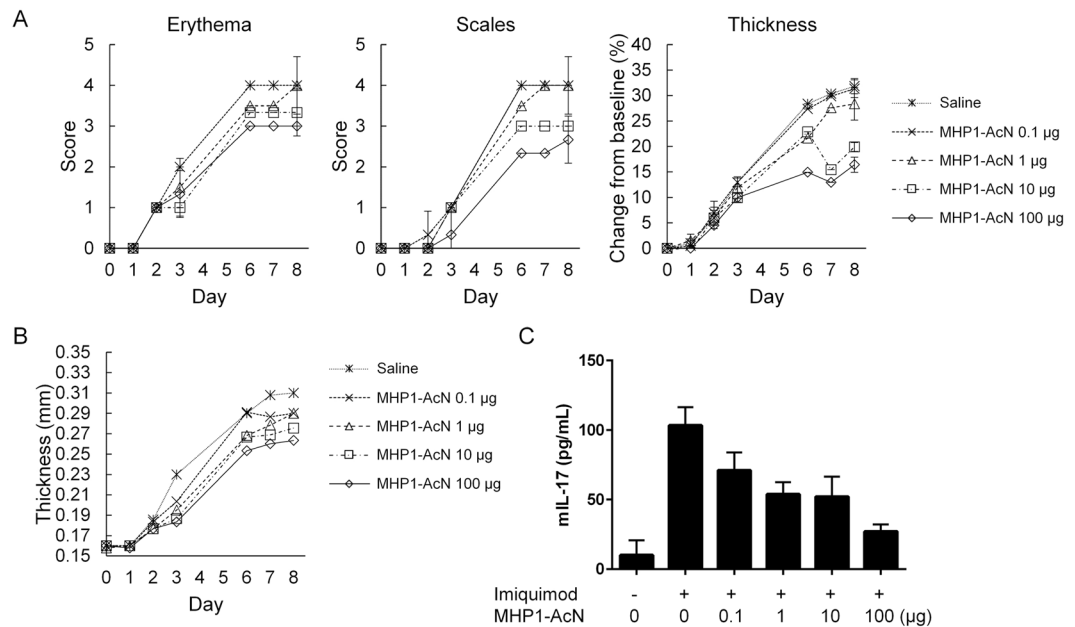 A
Erythema
Score
5
4
3
2
1
0
0 1 2 3 4 5 6 7 8
Day
Scales
Score
5
4
3
2
1
0
0 1 2 3 4 5 6 7 8
Day
Thickness
Change from baseline (%)
40
35
30
25
20
15
10
5
0
0 1 2 3 4 5 6 7 8
Day
Saline
MHP1-AcN 0.1 µg
MHP1-AcN 1 µg
MHP1-AcN 10 µg
MHP1-AcN 100 µg
B
Thickness (mm)
0.35
0.33
0.31
0.29
0.27
0.25
0.23
0.21
0.19
0.17
0.15
0 1 2 3 4 5 6 7 8
Day
Saline
MHP1-AcN 0.1 µg
MHP1-AcN 1 µg
MHP1-AcN 10 µg
MHP1-AcN 100 µg
C
mIL-17 (pg/mL)
150
100
50
0
Imiquimod - + + + + +
MHP1-AcN 0 0 0.1 1 10 100 (µg)